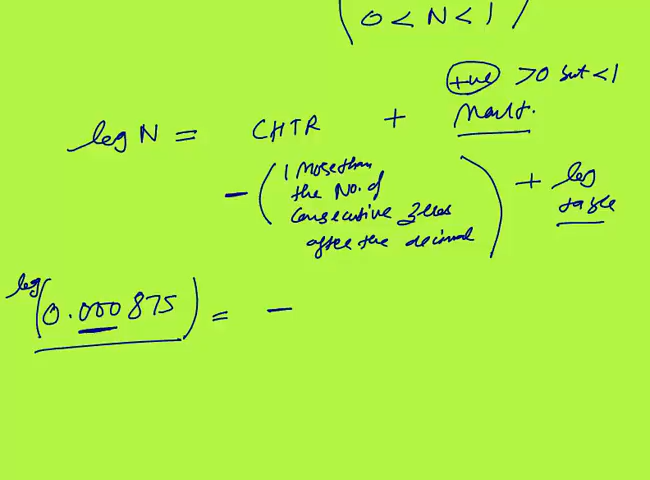 (0 < N < 1)
+ve >0 but <1
log N = CHTR + Mant.
- (1 more than the No. of consecutive zeros after the decimal) + log table
log (0.000875) = -